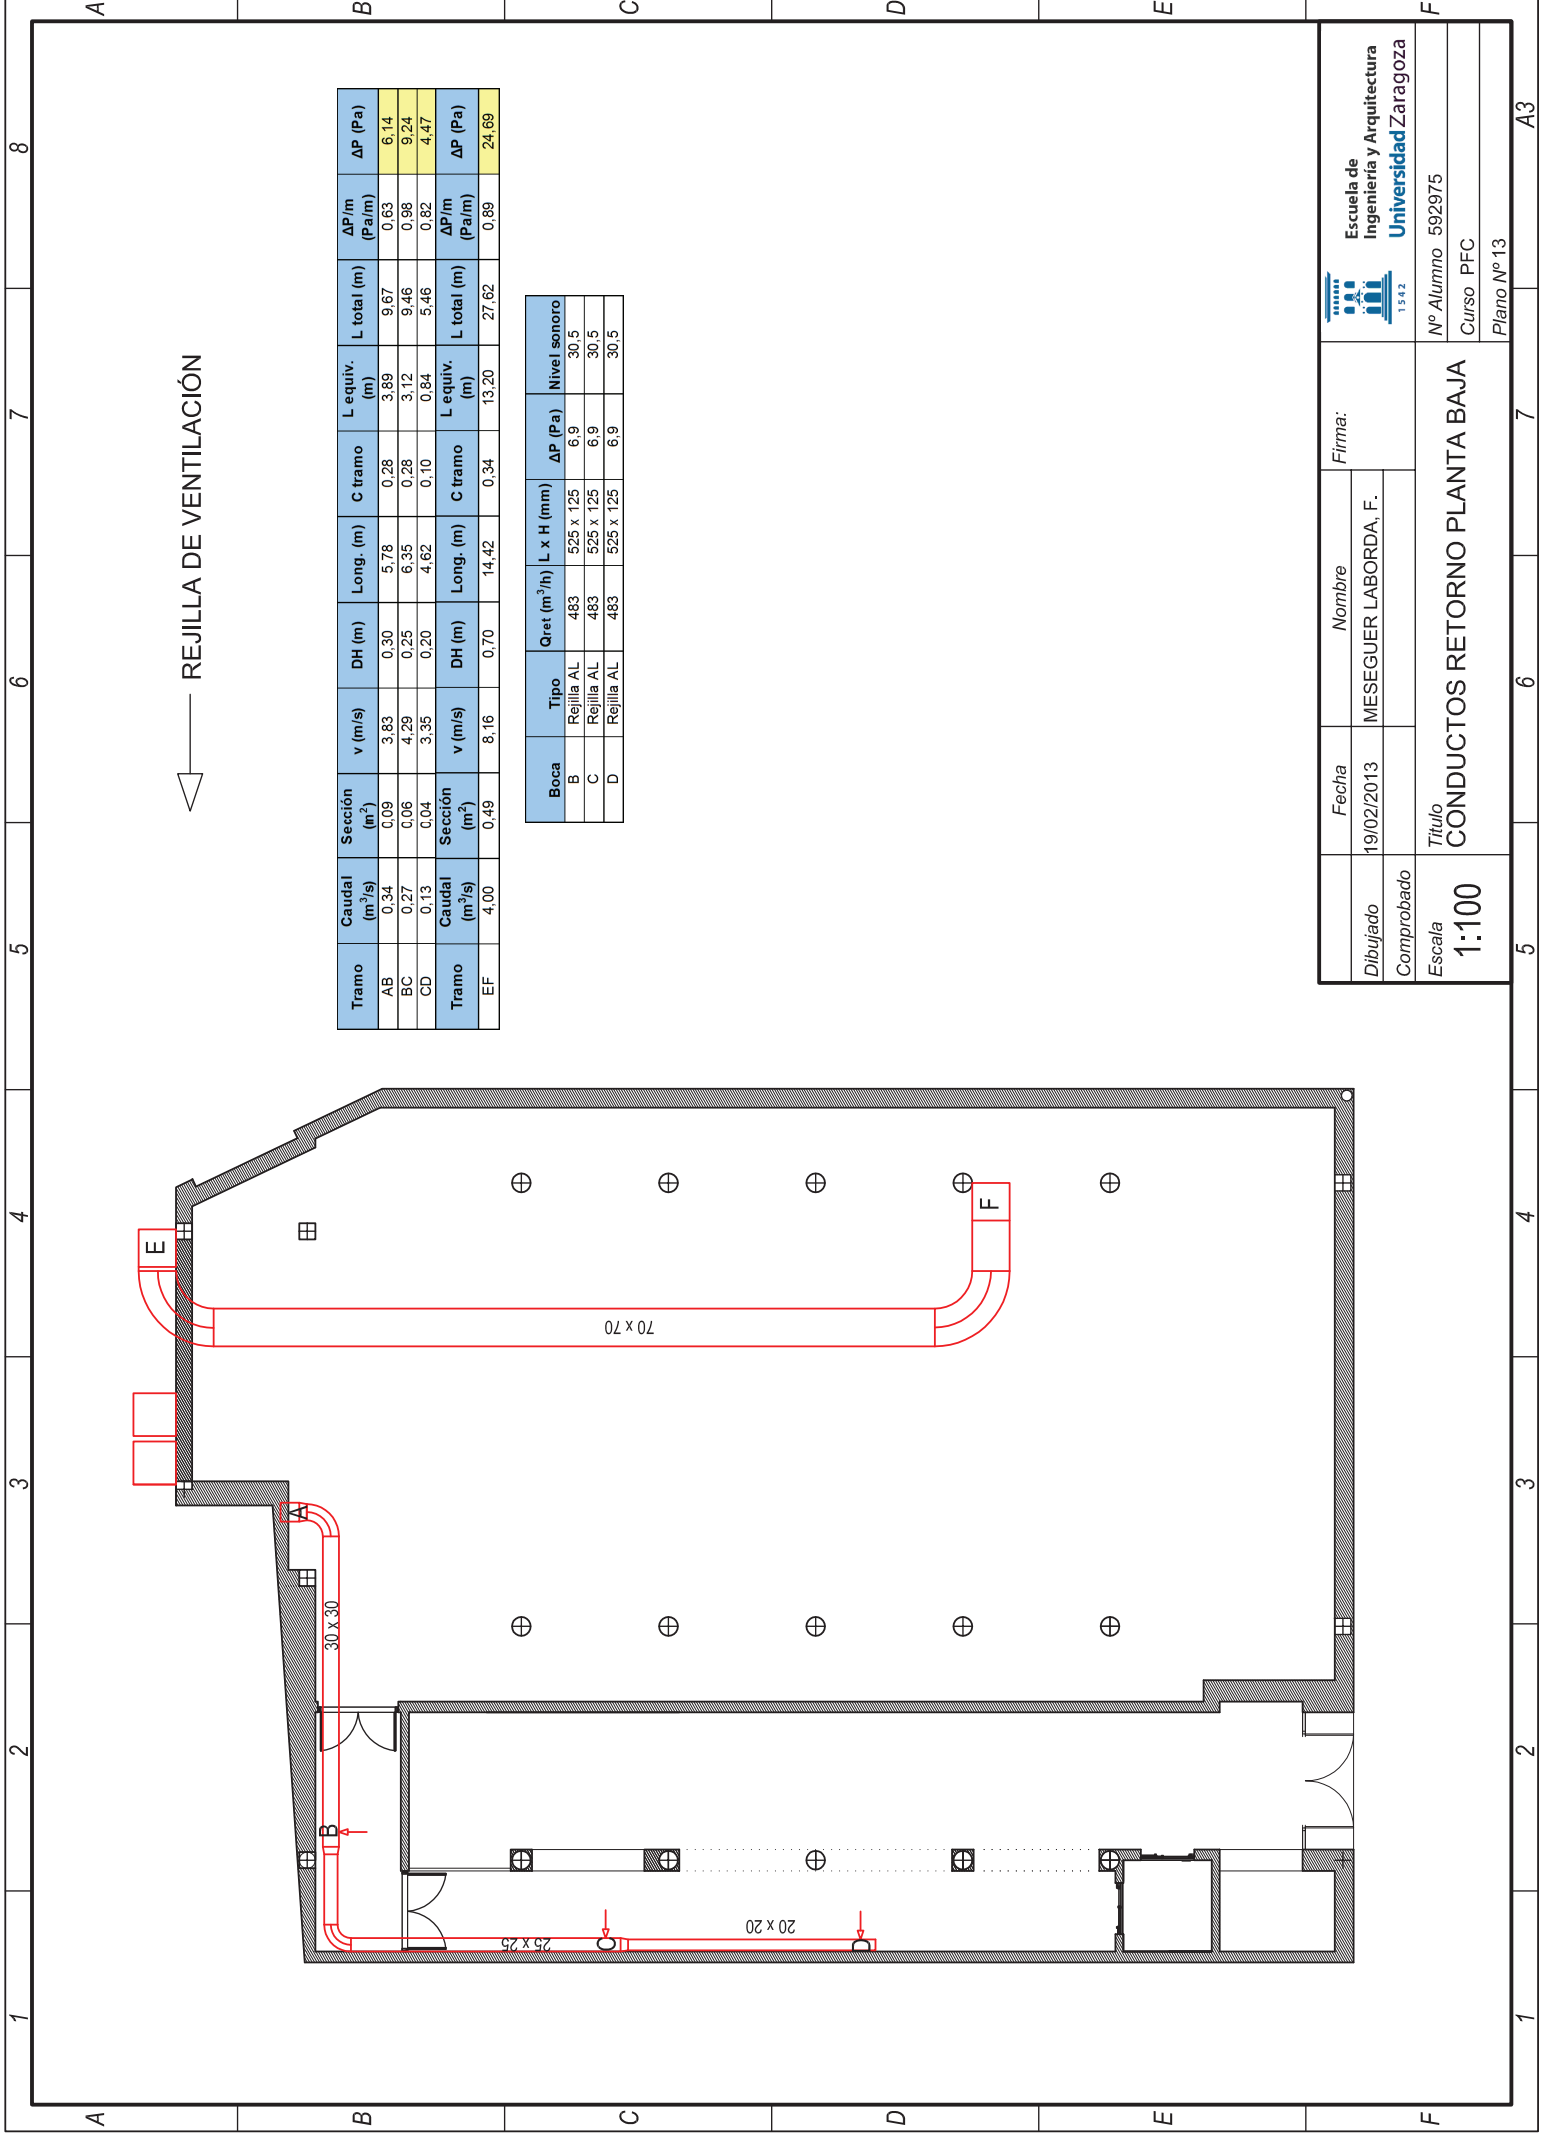 1 2 3 4 5 6 7 8
A
B
C
D
E
F
REJILLA DE VENTILACIÓN
Tramo Caudal (m³/s) Sección (m²) v (m/s) DH (m) Long. (m) C tramo L equiv. (m) L total (m) ΔP/m (Pa/m) ΔP (Pa)
AB 0,34 0,09 3,83 0,30 5,78 0,28 3,89 9,67 0,63 6,14
BC 0,27 0,06 4,29 0,25 6,35 0,28 3,12 9,46 0,98 9,24
CD 0,13 0,04 3,35 0,20 4,62 0,10 0,84 5,46 0,82 4,47
Tramo Caudal (m³/s) Sección (m²) v (m/s) DH (m) Long. (m) C tramo L equiv. (m) L total (m) ΔP/m (Pa/m) ΔP (Pa)
EF 4,00 0,49 8,16 0,70 14,42 0,34 13,20 27,62 0,89 24,69
Boca Tipo Qret (m³/h) L x H (mm) ΔP (Pa) Nivel sonoro
B Rejilla AL 483 525 x 125 6,9 30,5
C Rejilla AL 483 525 x 125 6,9 30,5
D Rejilla AL 483 525 x 125 6,9 30,5
E
A
30 x 30
B
70 x 70
25 x 25
C
20 x 20
D
F
Fecha Nombre Firma:
Dibujado 19/02/2013 MESEGUER LABORDA, F.
Comprobado
Escuela de
Ingeniería y Arquitectura
Universidad Zaragoza
1542
Escala
1:100
Título
CONDUCTOS RETORNO PLANTA BAJA
Nº Alumno 592975
Curso PFC
Plano Nº 13
A
B
C
D
E
F
1 2 3 4 5 6 7 A3